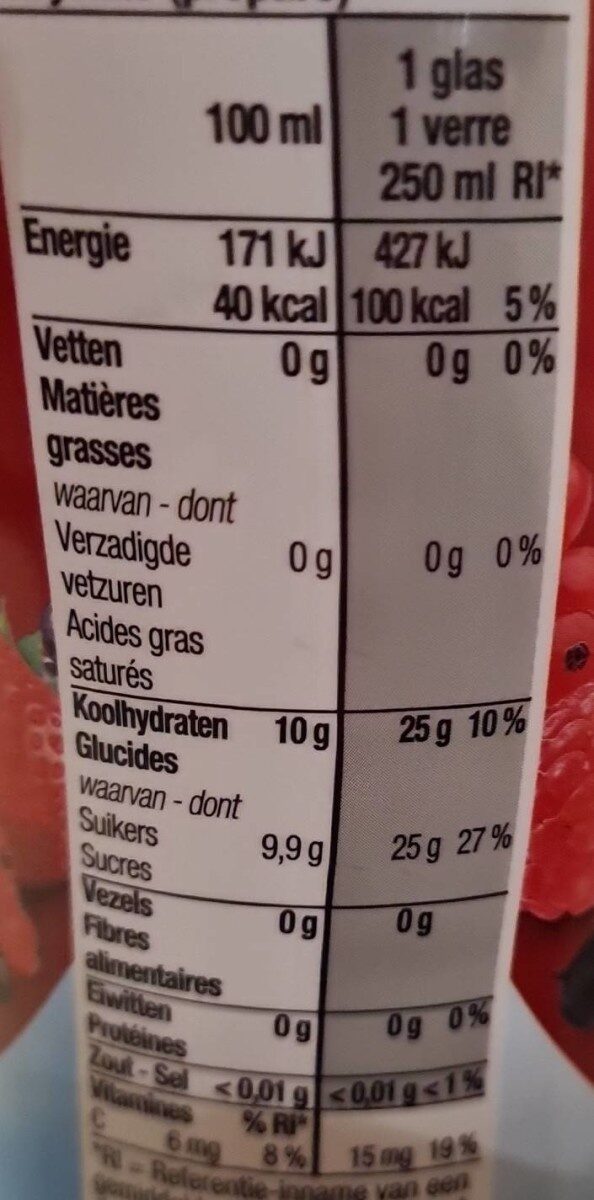 1 glas
100 ml 1 verre
250 ml RI*
Energie 171 kJ 427 kJ
40 kcal 100 kcal 5%
Vetten 0 g 0 g 0%
Matières
grasses
waarvan - dont
Verzadigde 0 g 0 g 0%
vetzuren
Acides gras
saturés
Koolhydraten 10 g 25 g 10%
Glucides
waarvan - dont
Suikers 9,9 g 25 g 27%
Sucres
Vezels 0 g 0 g
Fibres
alimentaires
Eiwitten 0 g 0 g 0%
Protéines
Zout - Sel <0,01 g <0,01 g <1%
Vitamines % RI*
C 6 mg 8% 15 mg 19%
*RI = Referentie-inname van een